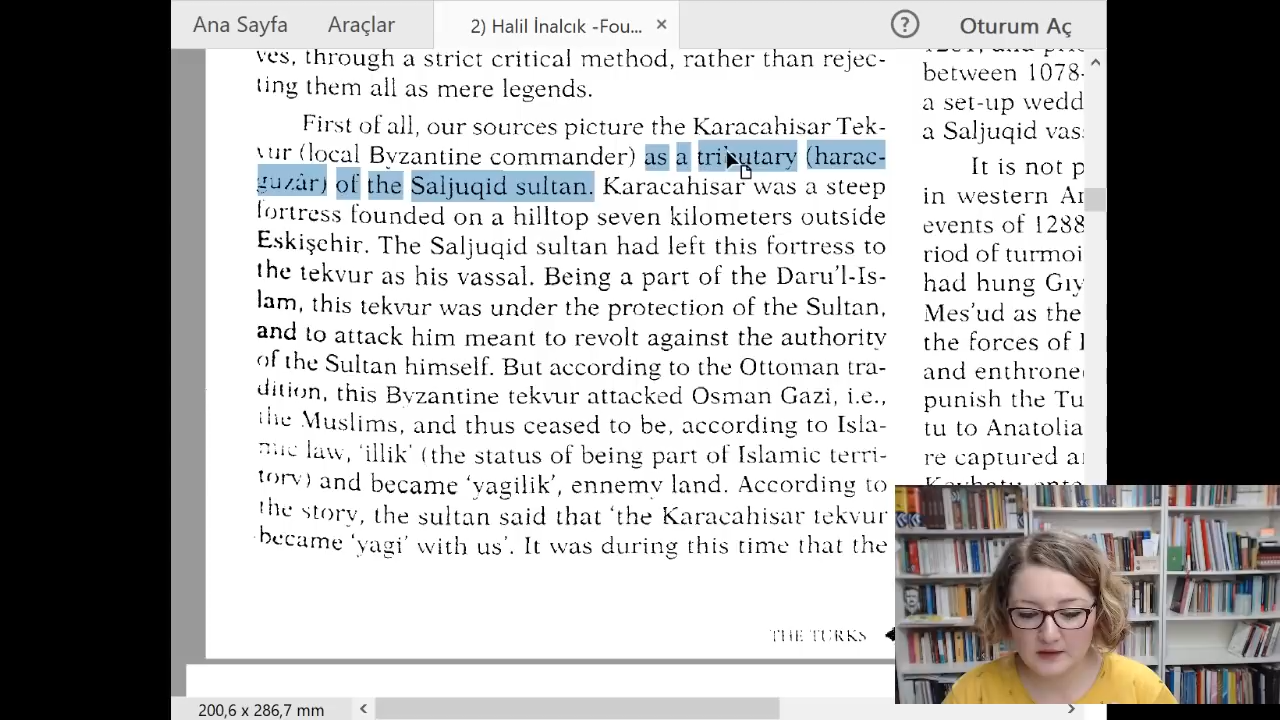 Ana Sayfa
Araçlar
2) Halil İnalcık -Fou...
Oturum Aç
ves, through a strict critical method, rather than rejec-
ting them all as mere legends.
First of all, our sources picture the Karacahisar Tek-
vur (local Byzantine commander) as a tributary (harac-
guzâr) of the Saljuqid sultan. Karacahisar was a steep
fortress founded on a hilltop seven kilometers outside
Eskişehir. The Saljuqid sultan had left this fortress to
the tekvur as his vassal. Being a part of the Daru'l-Is-
lam, this tekvur was under the protection of the Sultan,
and to attack him meant to revolt against the authority
of the Sultan himself. But according to the Ottoman tra-
dition, this Byzantine tekvur attacked Osman Gazi, i.e.,
the Muslims, and thus ceased to be, according to Isla-
mic law, 'illik' (the status of being part of Islamic terri-
tory) and became 'yagilik', ennemy land. According to
the story, the sultan said that 'the Karacahisar tekvur
became 'yagi' with us'. It was during this time that the
THE TURKS
between 1078-
a set-up wedd
a Saljuqid vas
It is not p
in western A
events of 1288
riod of turmoi
had hung Gıy
Mes'ud as the
the forces of
and enthrone
punish the Tu
tu to Anatolia
re captured a
200,6 x 286,7 mm